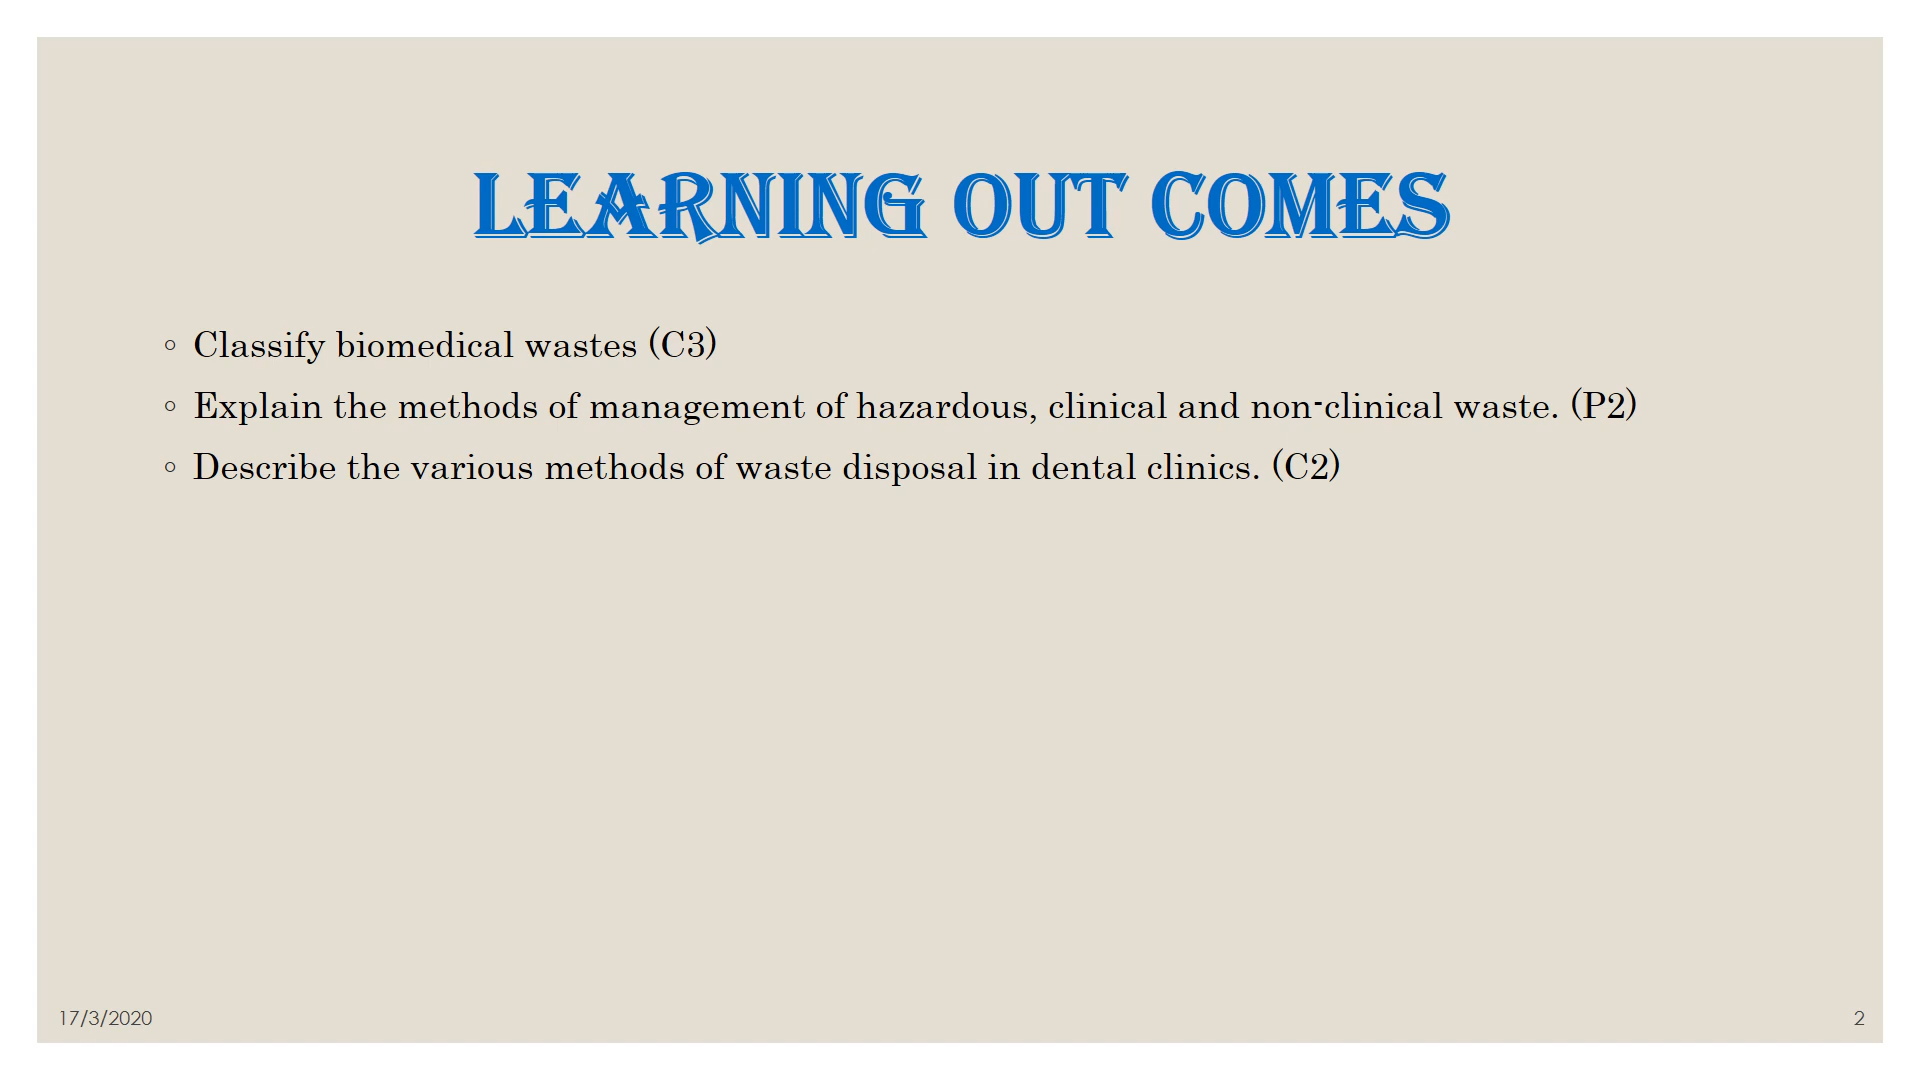 LEARNING OUT COMES
◦ Classify biomedical wastes (C3)
◦ Explain the methods of management of hazardous, clinical and non-clinical waste. (P2)
◦ Describe the various methods of waste disposal in dental clinics. (C2)
17/3/2020
2